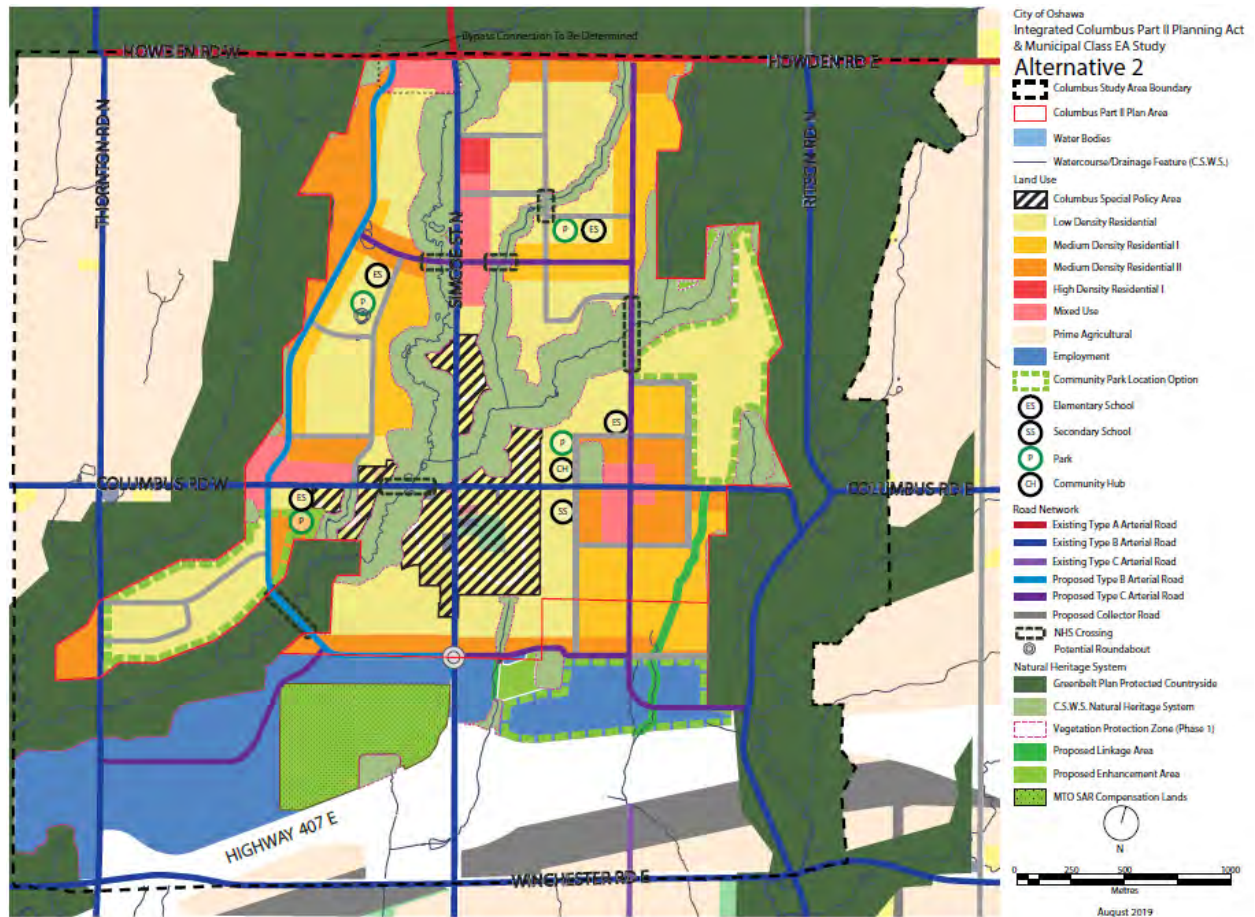 City of Oshawa
Integrated Columbus Part II Planning Act
& Municipal Class EA Study
Alternative 2
Columbus Study Area Boundary
Columbus Part II Plan Area
Water Bodies
Watercourse/Drainage Feature (C.S.W.S.)
Land Use
Columbus Special Policy Area
Low Density Residential
Medium Density Residential I
Medium Density Residential II
High Density Residential I
Mixed Use
Prime Agricultural
Employment
Community Park Location Option
ES Elementary School
SS Secondary School
P Park
CH Community Hub
Road Network
Existing Type A Arterial Road
Existing Type B Arterial Road
Existing Type C Arterial Road
Proposed Type B Arterial Road
Proposed Type C Arterial Road
Proposed Collector Road
NHS Crossing
Potential Roundabout
Natural Heritage System
Greenbelt Plan Protected Countryside
C.S.W.S. Natural Heritage System
Vegetation Protection Zone (Phase 1)
Proposed Linkage Area
Proposed Enhancement Area
MTO SAR Compensation Lands
N
0 250 500 1000
Metres
August 2019
Bypass Connection To Be Determined
HOWDEN RD W
HOWDEN RD E
THORNTON RD N
SIMCOE ST N
RITSON RD N
P ES
ES
P
ES
P
CH
SS
COLUMBUS RD W
COLUMBUS RD E
ES
P
HIGHWAY 407 E
WINCHESTER RD E